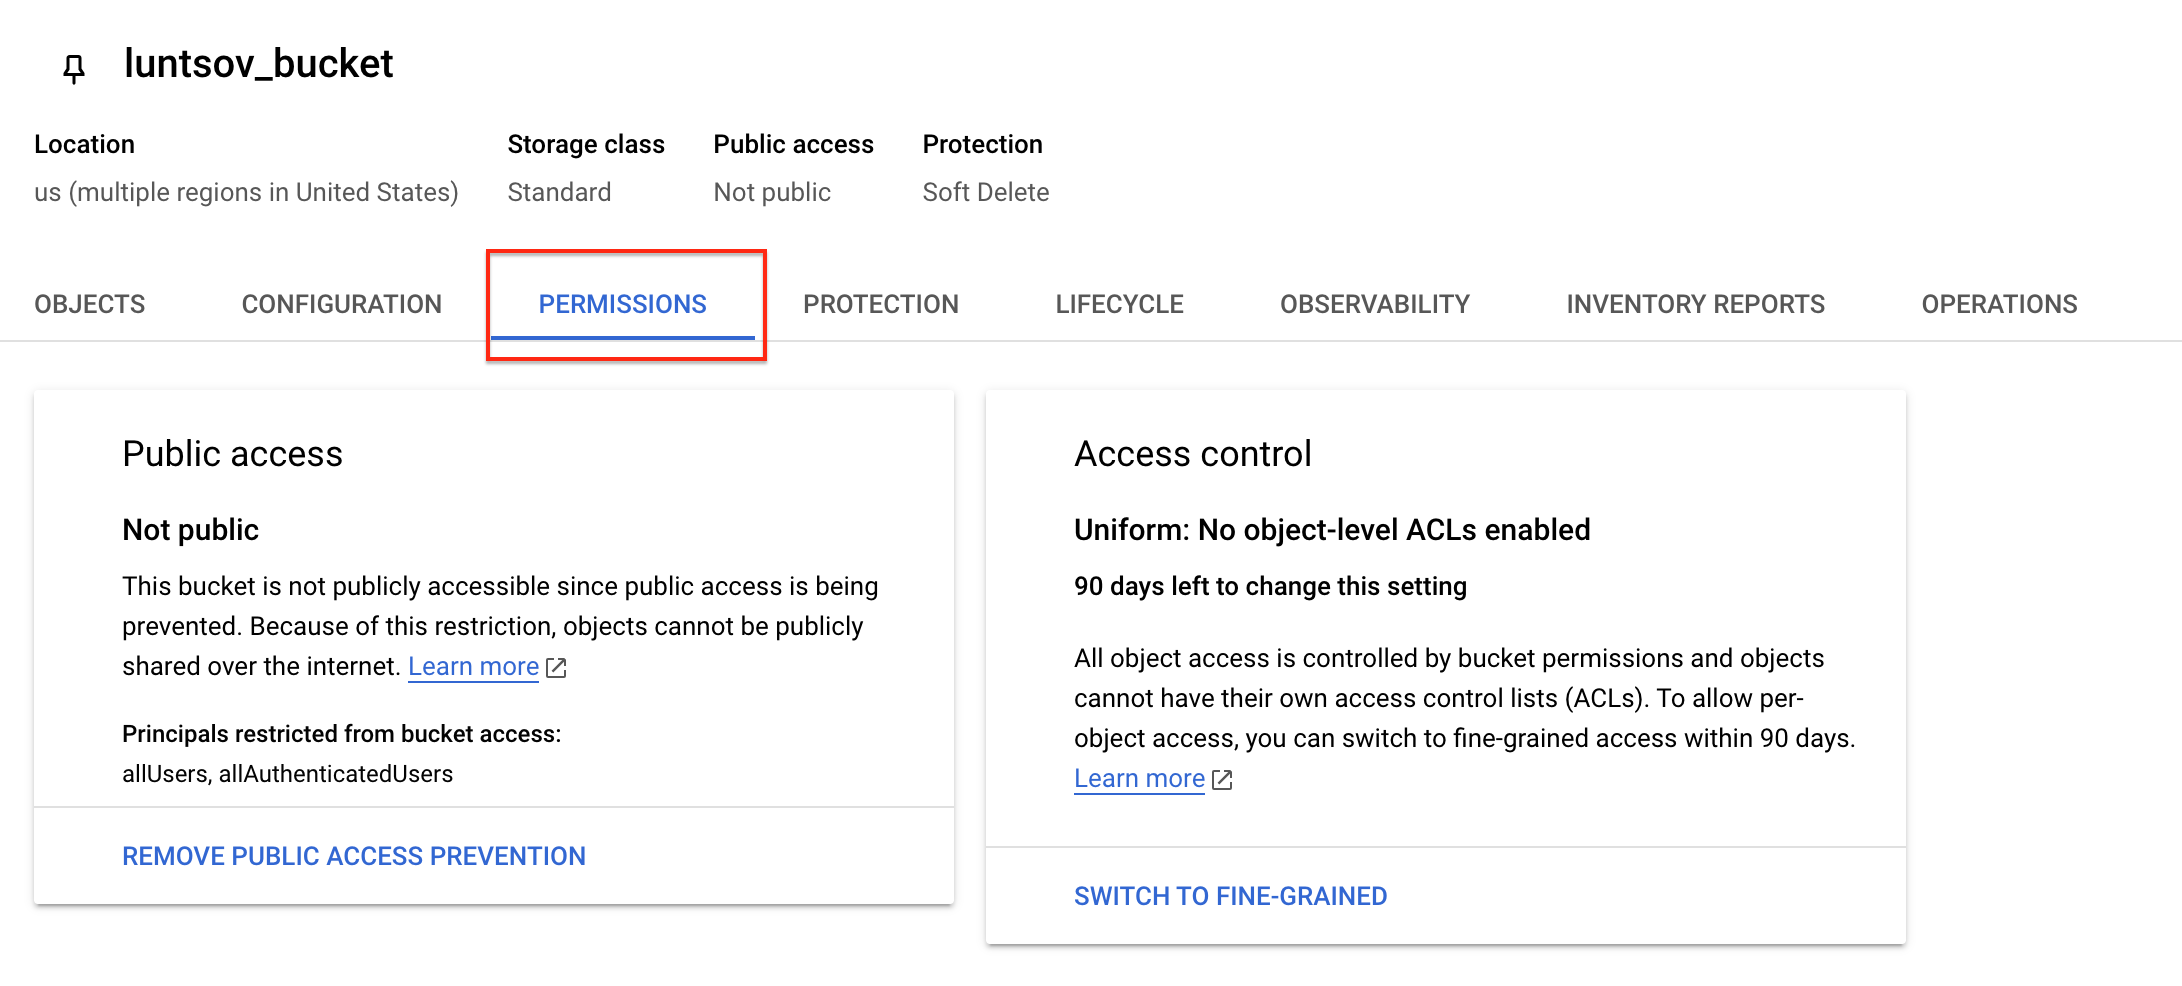 luntsov_bucket
Location
Storage class
Public access
Protection
us (multiple regions in United States)
Standard
Not public
Soft Delete
OBJECTS
CONFIGURATION
PERMISSIONS
PROTECTION
LIFECYCLE
OBSERVABILITY
INVENTORY REPORTS
OPERATIONS
Public access
Not public
This bucket is not publicly accessible since public access is being
prevented. Because of this restriction, objects cannot be publicly
shared over the internet. Learn more
Principals restricted from bucket access:
allUsers, allAuthenticatedUsers
REMOVE PUBLIC ACCESS PREVENTION
Access control
Uniform: No object-level ACLs enabled
90 days left to change this setting
All object access is controlled by bucket permissions and objects
cannot have their own access control lists (ACLs). To allow per-
object access, you can switch to fine-grained access within 90 days.
Learn more
SWITCH TO FINE-GRAINED